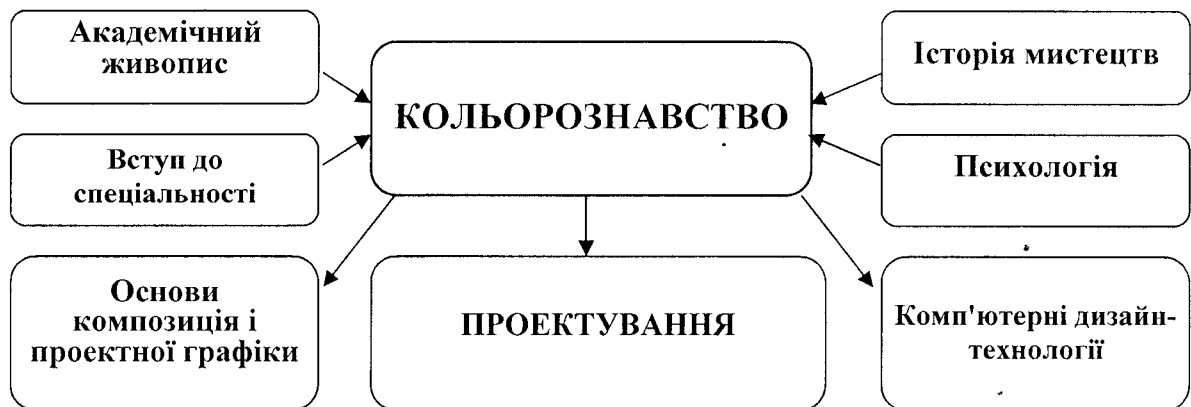 Академічний
живопис
КОЛЬОРОЗНАВСТВО
Історія мистецтв
Вступ до
спеціальності
Психологія
Основи
композиція і
проектної графіки
ПРОЕКТУВАННЯ
Комп'ютерні дизайн-
технології